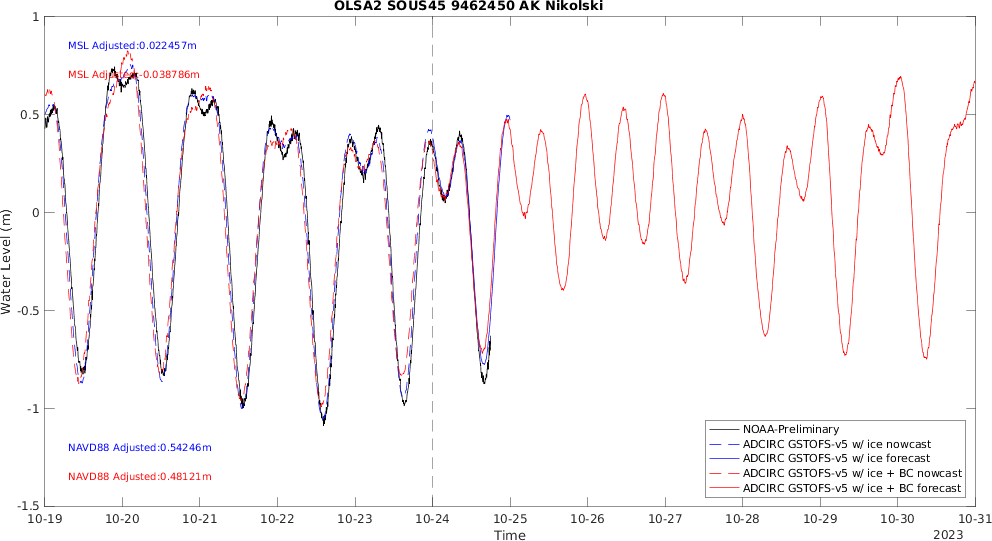 OLSA2 SOUS45 9462450 AK Nikolski
1
0.5
0
-0.5
-1
-1.5
Water Level (m)
MSL Adjusted:0.022457m
MSL Adjusted:-0.038786m
NAVD88 Adjusted:0.54246m
NAVD88 Adjusted:0.48121m
NOAA-Preliminary
ADCIRC GSTOFS-v5 w/ ice nowcast
ADCIRC GSTOFS-v5 w/ ice forecast
ADCIRC GSTOFS-v5 w/ ice + BC nowcast
ADCIRC GSTOFS-v5 w/ ice + BC forecast
10-19 10-20 10-21 10-22 10-23 10-24 10-25 10-26 10-27 10-28 10-29 10-30 10-31
Time
2023